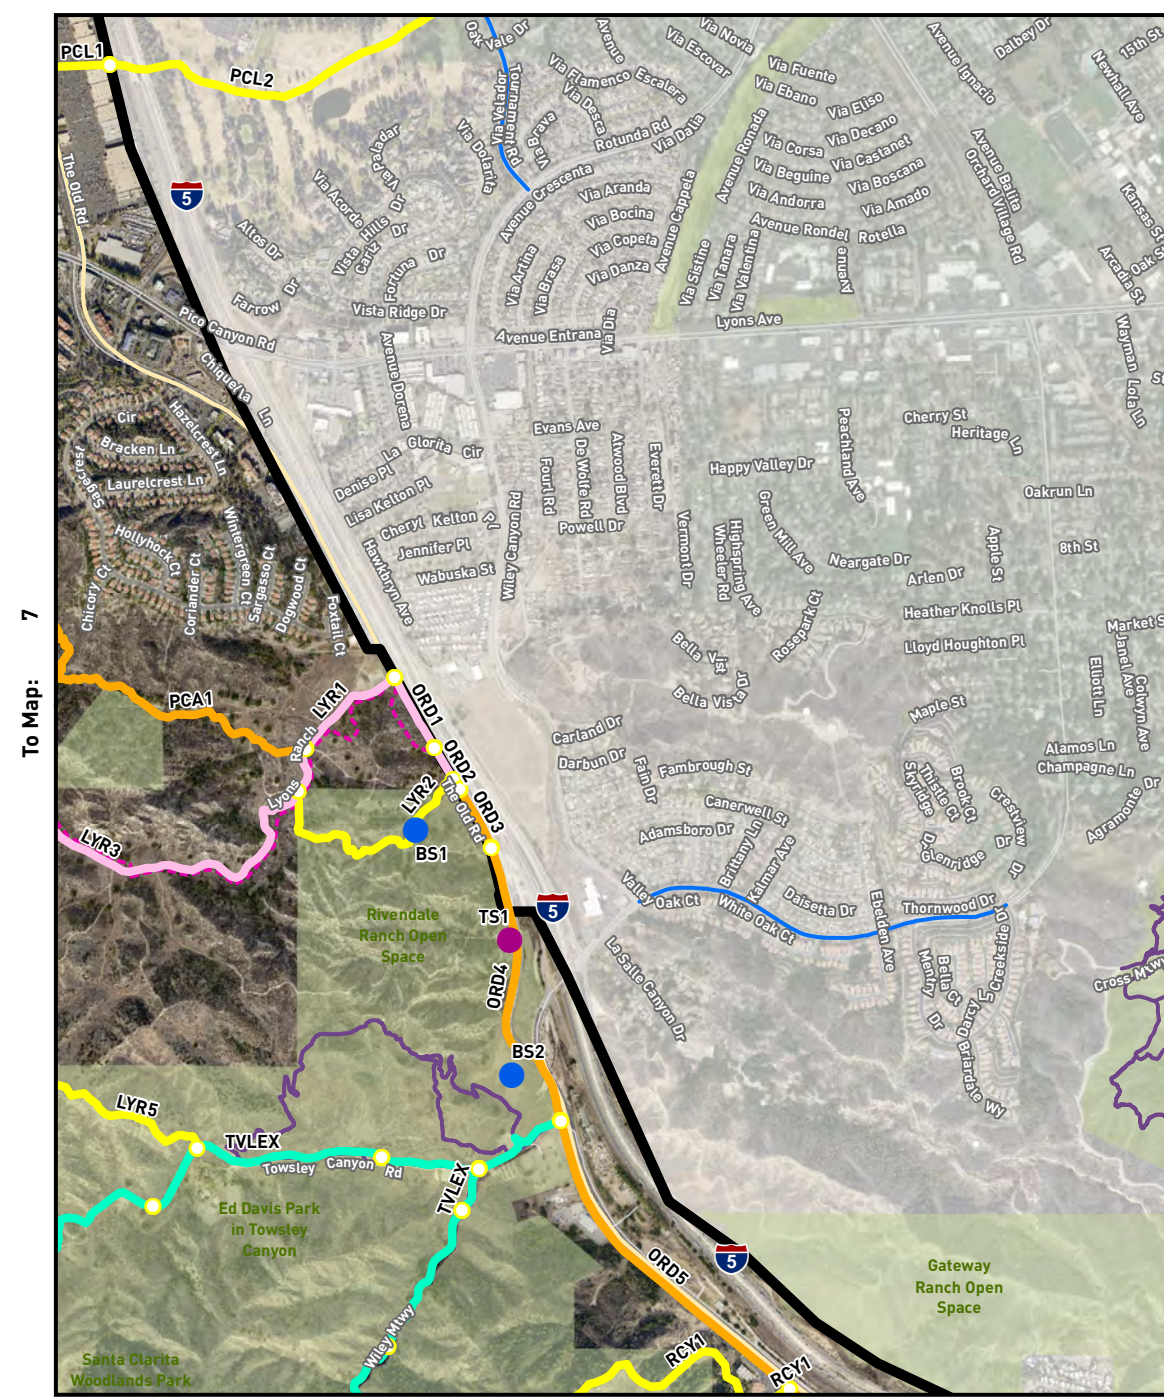 PCL1
PCL2
Oak Vale Dr
Avenue
Via Novia
Via Escovar
Via Flamenco
Escalera
Via Desca
Via Velador
Tournament Rd
Via Brava
Rotunda Rd
Via Dalia
Via Fuente
Via Ebano
Via Eliso
Via Decano
Via Corsa
Via Castanet
Via Beguine
Via Boscana
Via Andorra
Via Amado
Avenue Ronada
Avenue Rondel
Rotella
Avenue
Avenue Ignacio
Dalbey Dr
15th St
Newhall Ave
Avenue Balita
Orchard Village Rd
Kansas St
Oak S
Arcadia St
The Old Rd
5
Via Paladar
Via Dolarita
Via Acorde
Vista Hills Dr
Cariz Dr
Fortuna Dr
Altos Dr
Farrow Dr
Vista Ridge Dr
Avenue Crescenta
Via Aranda
Via Bocina
Via Copeta
Via Danza
Via Artina
Via Brasa
Avenue Cappela
Via Sistine
Via Tanara
Via Valentina
Lyons Ave
Avenue Entrana
Via Dia
Pico Canyon Rd
Chiquella Ln
Avenue Dorena
Wayman
Lota Ln
St
Cir
Hazelcrest Ln
Bracken Ln
Laurelcrest Ln
Sagecrest
Hollyhock Ct
Wintergreen Ct
Coriander Ct
Sargasso Ct
Dogwood Ct
Chicory Ct
Foxtail Ct
La Glorita Cir
Denise Pl
Lisa Kelton Pl
Cheryl Kelton Pl
Jennifer Pl
Wabuska St
Hawkbryn Ave
Wiley Canyon Rd
Evans Ave
Fourl Rd
De Wolfe Rd
Atwood Blvd
Everett Dr
Powell Dr
Vermont Dr
Happy Valley Dr
Highspring Ave
Wheeler Rd
Green Mill Ave
Peachland Ave
Cherry St
Heritage Ln
Oakrun Ln
8th St
Apple St
Neargate Dr
Arlen Dr
Heather Knolls Pl
Lloyd Houghton Pl
Rosepark Ct
Bella Vist Dr
Bella Vista
Market S
Janel Ave
Colwyn Ave
Elliott Ln
Maple St
Alamos Ln
Champagne Ln
Agramonte Dr
To Map: 7
PCA1
LYR1
ORD1
ORD2
LYR2
The Old Rd
ORD3
Lyons Ranch
LYR3
BS1
Carland Dr
Darbun Dr
Fain Dr
Fambrough St
Canerwell St
Adamsboro Dr
Brittany Ln
Kalmar Ave
Daisetta Dr
Valley Oak Ct
White Oak Ct
Ebelden Ave
Thornwood Dr
Skyridge Dr
Thistle Ct
Brook Ct
Crestview Dr
Glenridge Dr
Creekside Dr
Mentry Dr
Bella Ct
Darcy Ln
Briardale Wy
Cross Mtwy
La Salle Canyon Dr
Rivendale
Ranch Open
Space
TS1
5
ORD4
BS2
LYR5
TVLEX
Towsley Canyon Rd
TVLEX
Ed Davis Park
in Towsley
Canyon
Wiley Mtwy
ORD5
5
Gateway
Ranch Open
Space
RCY1
RCY1
Santa Clarita
Woodlands Park